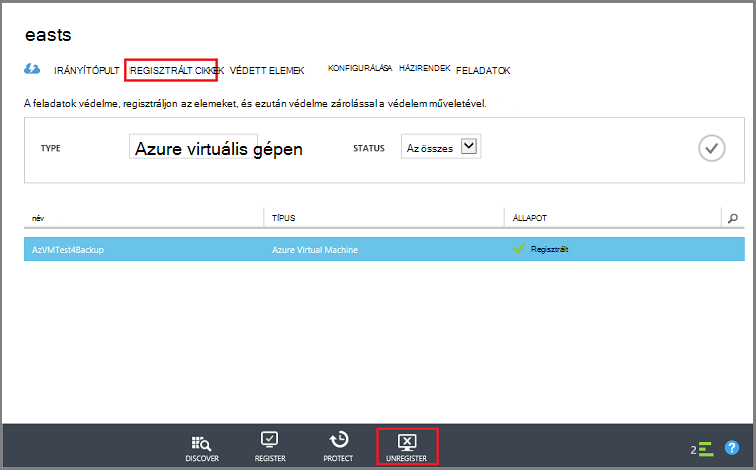 easts
IRÁNYÍTÓPULT REGISZTRÁLT CIKKEK VÉDETT ELEMEK KONFIGURÁLÁSA HÁZIRENDEK FELADATOK
A feladatok védelme, regisztráljon az elemeket, és ezután védelme zárolással a védelem műveletével.
TYPE Azure virtuális gépen STATUS Az összes
név TÍPUS ÁLLAPOT
AzVMTest4Backup Azure Virtual Machine Regisztrált
DISCOVER REGISTER PROTECT UNREGISTER 2 ?